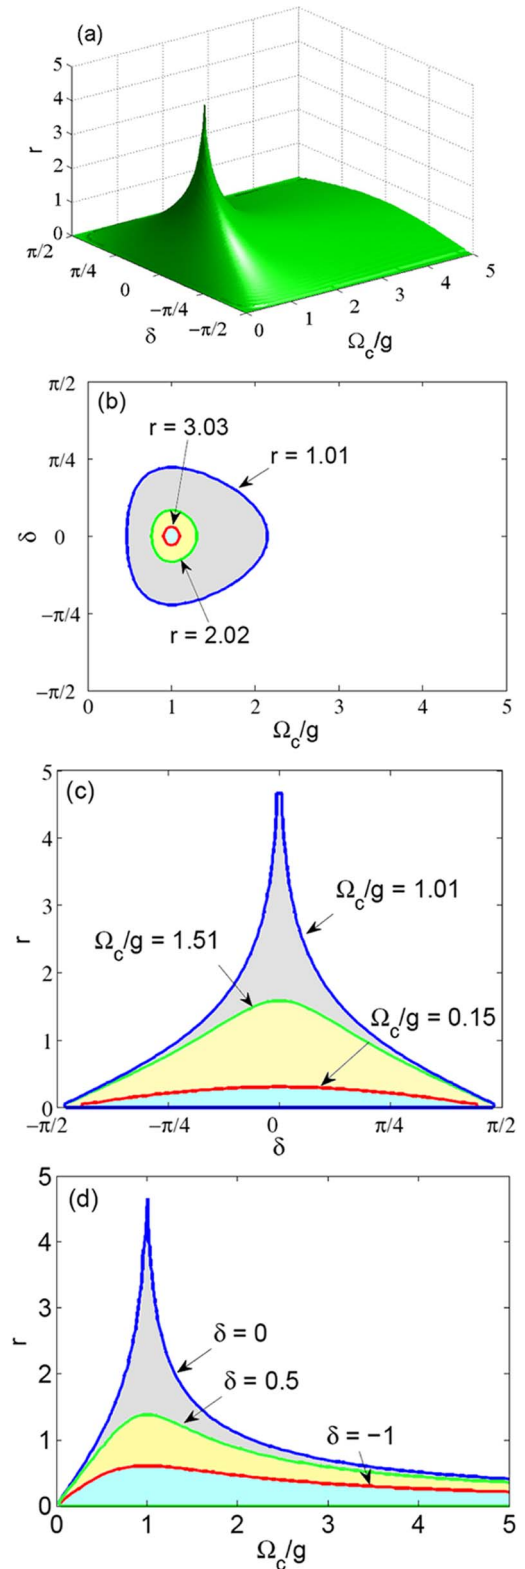 (a)
5
4
3
2
1
0
r
π/2
π/4
0
−π/4
−π/2
δ
0
1
2
3
4
5
Ω_c/g
(b)
π/2
π/4
0
−π/4
−π/2
δ
r = 3.03
r = 1.01
r = 2.02
0 1 2 3 4 5
Ω_c/g
(c)
5
4
3
2
1
0
r
Ω_c/g = 1.01
Ω_c/g = 1.51
Ω_c/g = 0.15
−π/2 −π/4 0 π/4 π/2
δ
(d)
5
4
3
2
1
0
r
δ = 0
δ = 0.5
δ = −1
0 1 2 3 4 5
Ω_c/g